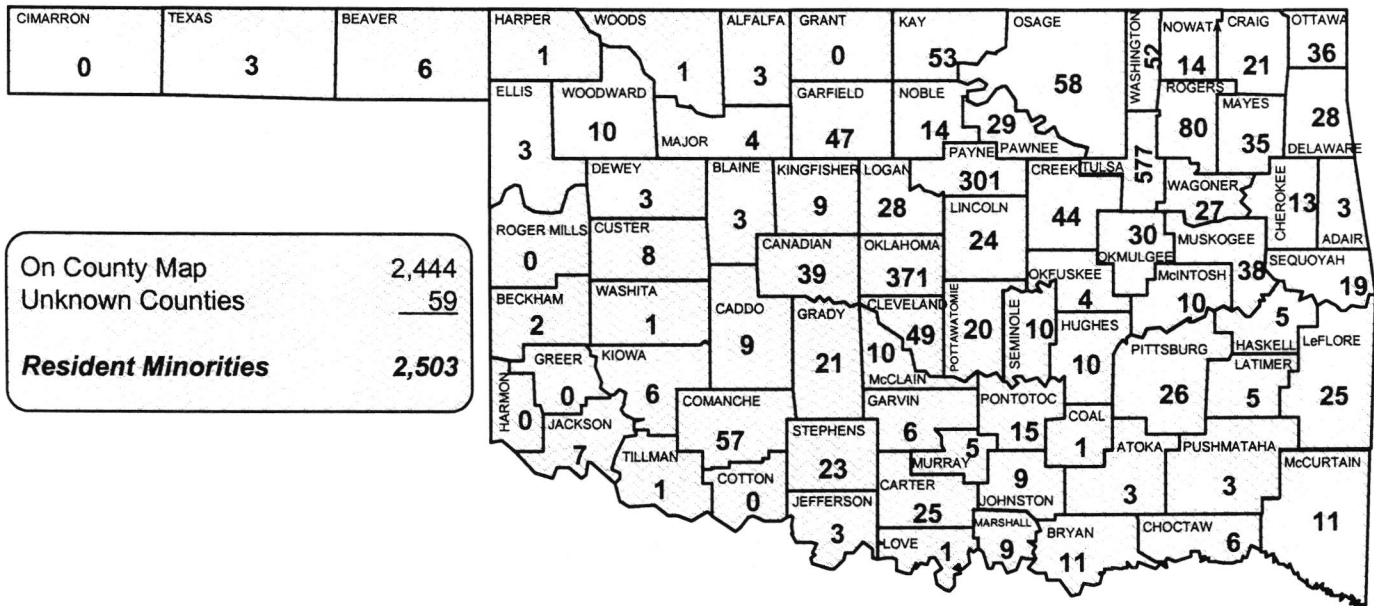 CIMARRON
0
TEXAS
3
BEAVER
6
HARPER
1
WOODS
1
ALFALFA
3
GRANT
0
KAY
53
OSAGE
58
WASHINGTON
52
NOWATA
14
CRAIG
21
OTTAWA
36
ELLIS
3
WOODWARD
10
MAJOR
4
GARFIELD
47
NOBLE
14
29
PAWNEE
ROGERS
80
MAYES
35
28
DELAWARE
DEWEY
3
BLAINE
3
KINGFISHER
9
LOGAN
28
PAYNE
301
CREEK
44
TULSA
577
WAGONER
27
CHEROKEE
13
3
ADAIR
ROGER MILLS
0
CUSTER
8
CANADIAN
39
OKLAHOMA
371
LINCOLN
24
30
OKMULGEE
MUSKOGEE
38
SEQUOYAH
19
On County Map 2,444
Unknown Counties 59
Resident Minorities 2,503
BECKHAM
2
WASHITA
1
CADDO
9
GRADY
21
CLEVELAND
49
10
McCLAIN
POTTAWATOMIE
20
SEMINOLE
10
OKFUSKEE
4
HUGHES
10
McINTOSH
10
5
HASKELL
LeFLORE
25
GREER
0
HARMON
0
KIOWA
6
JACKSON
7
COMANCHE
57
STEPHENS
23
GARVIN
6
PONTOTOC
15
COAL
1
PITTSBURG
26
LATIMER
5
TILLMAN
1
COTTON
0
JEFFERSON
3
MURRAY
5
CARTER
25
9
JOHNSTON
ATOKA
3
PUSHMATAHA
3
McCURTAIN
11
LOVE
1
MARSHALL
9
BRYAN
11
CHOCTAW
6